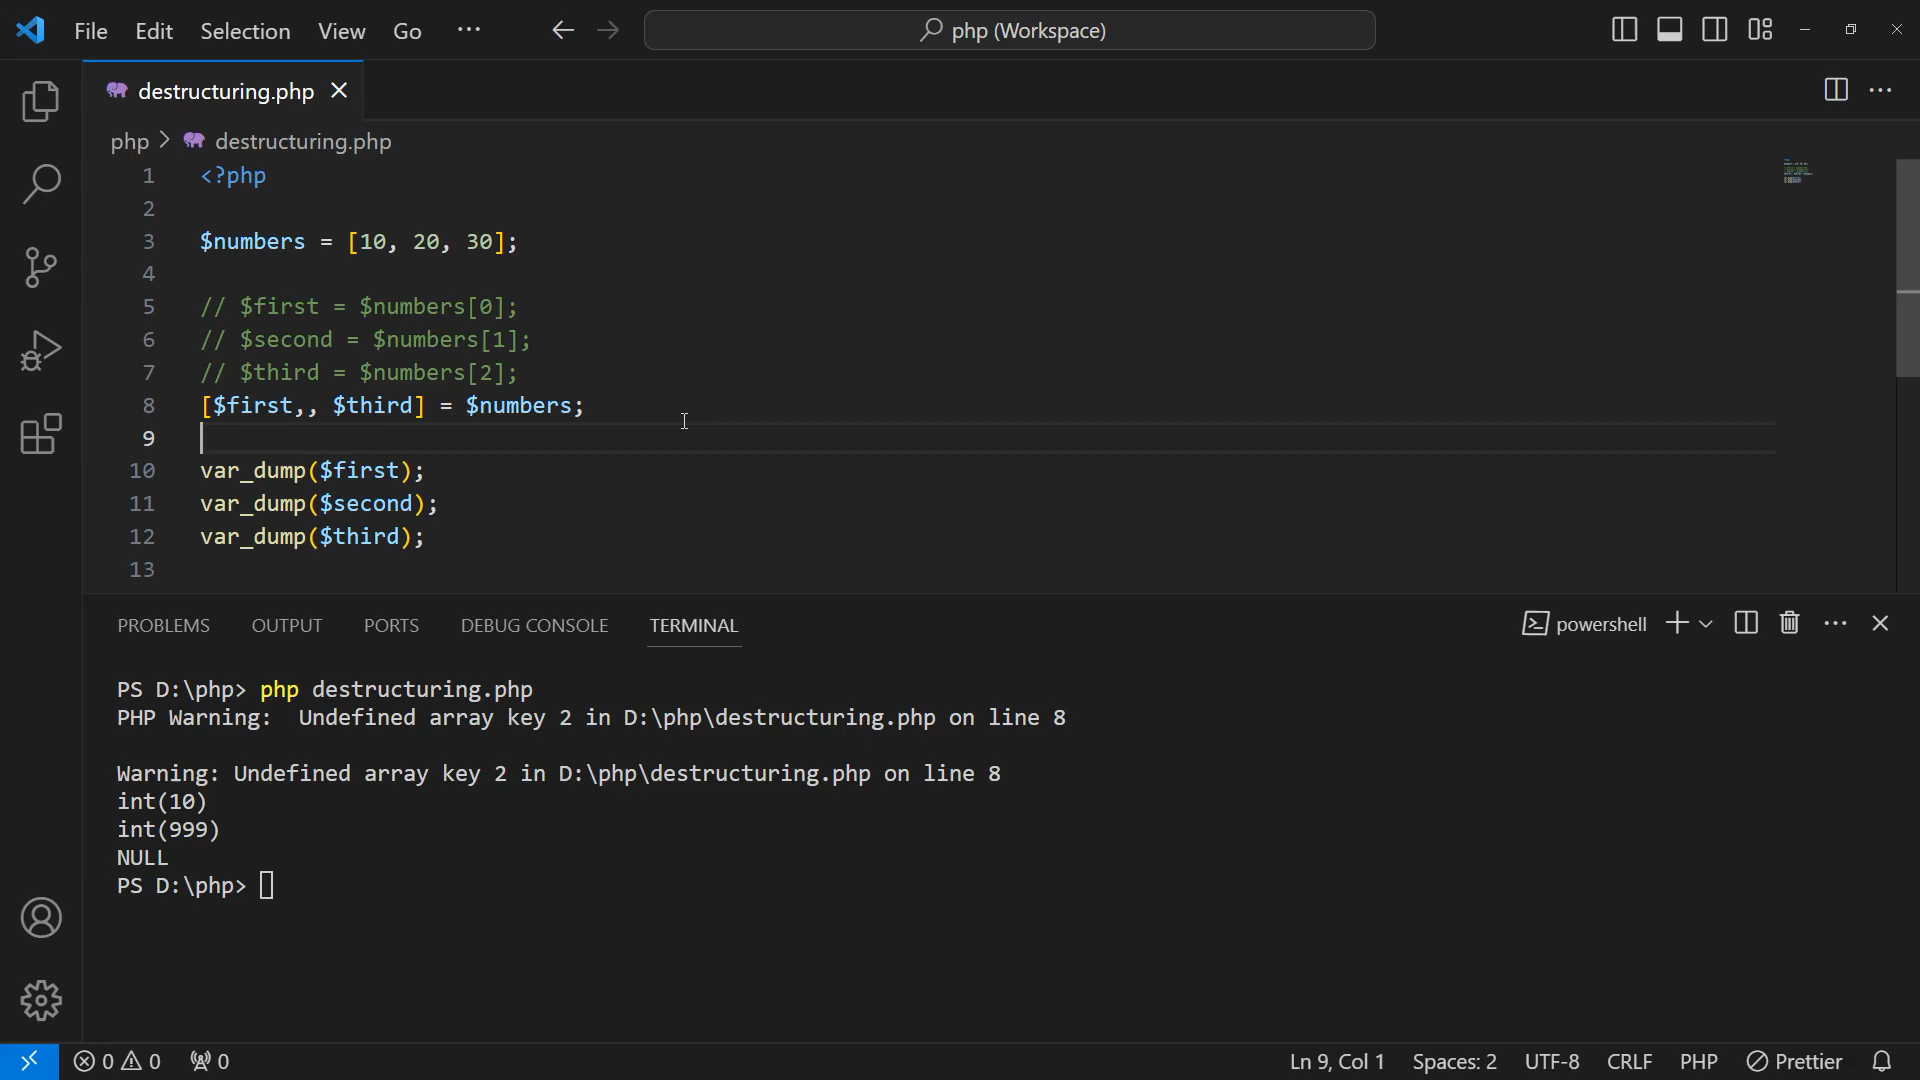 File Edit Selection View Go ··· php (Workspace)
destructuring.php
php > destructuring.php
1 <?php
2
3 $numbers = [10, 20, 30];
4
5 // $first = $numbers[0];
6 // $second = $numbers[1];
7 // $third = $numbers[2];
8 [$first,, $third] = $numbers;
9
10 var_dump($first);
11 var_dump($second);
12 var_dump($third);
13
PROBLEMS OUTPUT PORTS DEBUG CONSOLE TERMINAL powershell
PS D:\php> php destructuring.php
PHP Warning:  Undefined array key 2 in D:\php\destructuring.php on line 8
Warning: Undefined array key 2 in D:\php\destructuring.php on line 8
int(10)
int(999)
NULL
PS D:\php>
0 0 0 Ln 9, Col 1 Spaces: 2 UTF-8 CRLF PHP Prettier